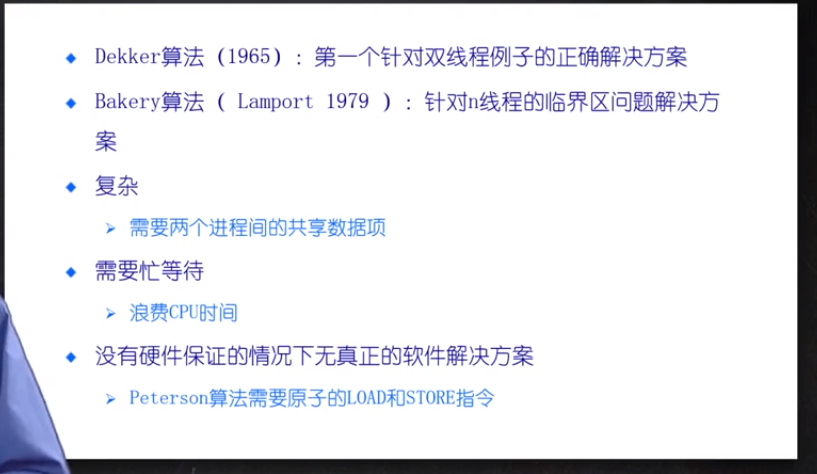 Dekker算法（1965）：第一个针对双线程例子的正确解决方案
Bakery算法（ Lamport 1979 ）：针对n线程的临界区问题解决方
案
复杂
需要两个进程间的共享数据项
需要忙等待
浪费CPU时间
没有硬件保证的情况下无真正的软件解决方案
Peterson算法需要原子的LOAD和STORE指令